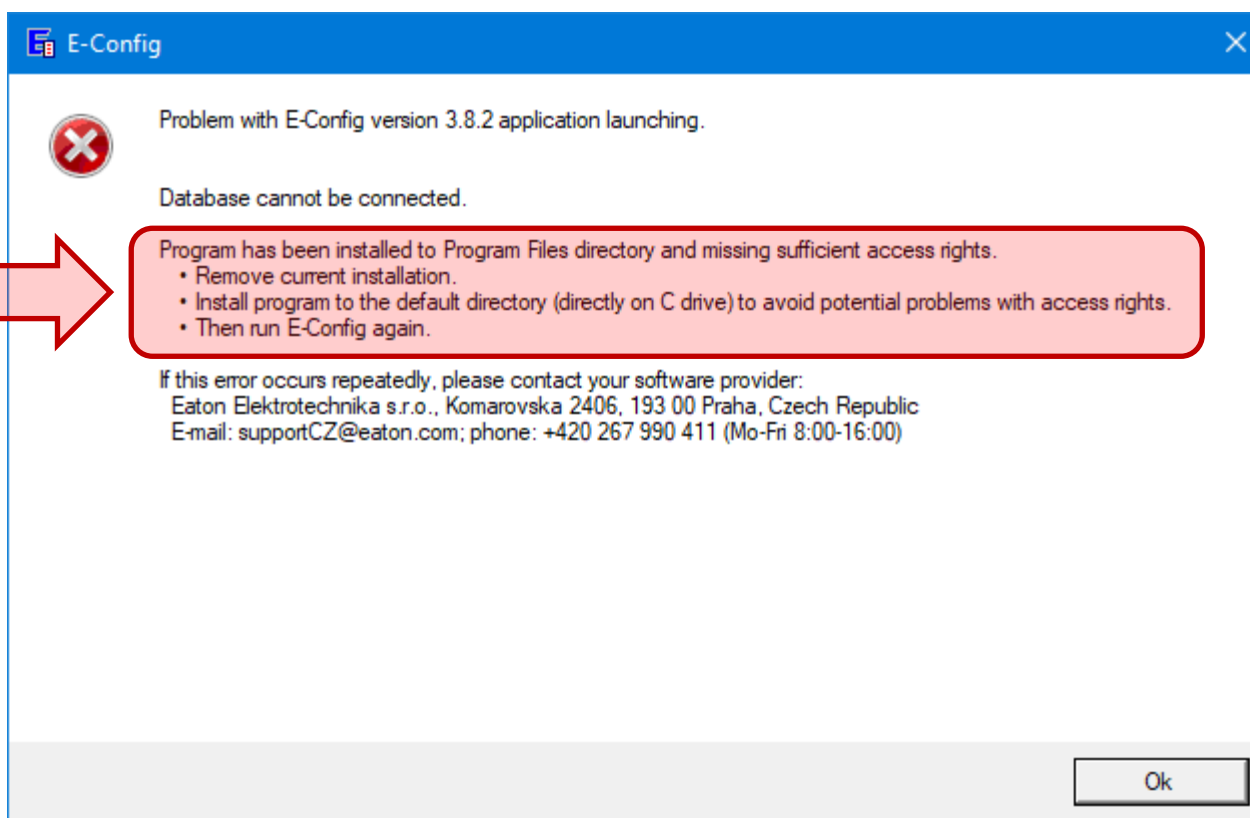 E-Config
Problem with E-Config version 3.8.2 application launching.
Database cannot be connected.
Program has been installed to Program Files directory and missing sufficient access rights.
• Remove current installation.
• Install program to the default directory (directly on C drive) to avoid potential problems with access rights.
• Then run E-Config again.
If this error occurs repeatedly, please contact your software provider:
Eaton Elektrotechnika s.r.o., Komarovska 2406, 193 00 Praha, Czech Republic
E-mail: supportCZ@eaton.com; phone: +420 267 990 411 (Mo-Fri 8:00-16:00)
Ok